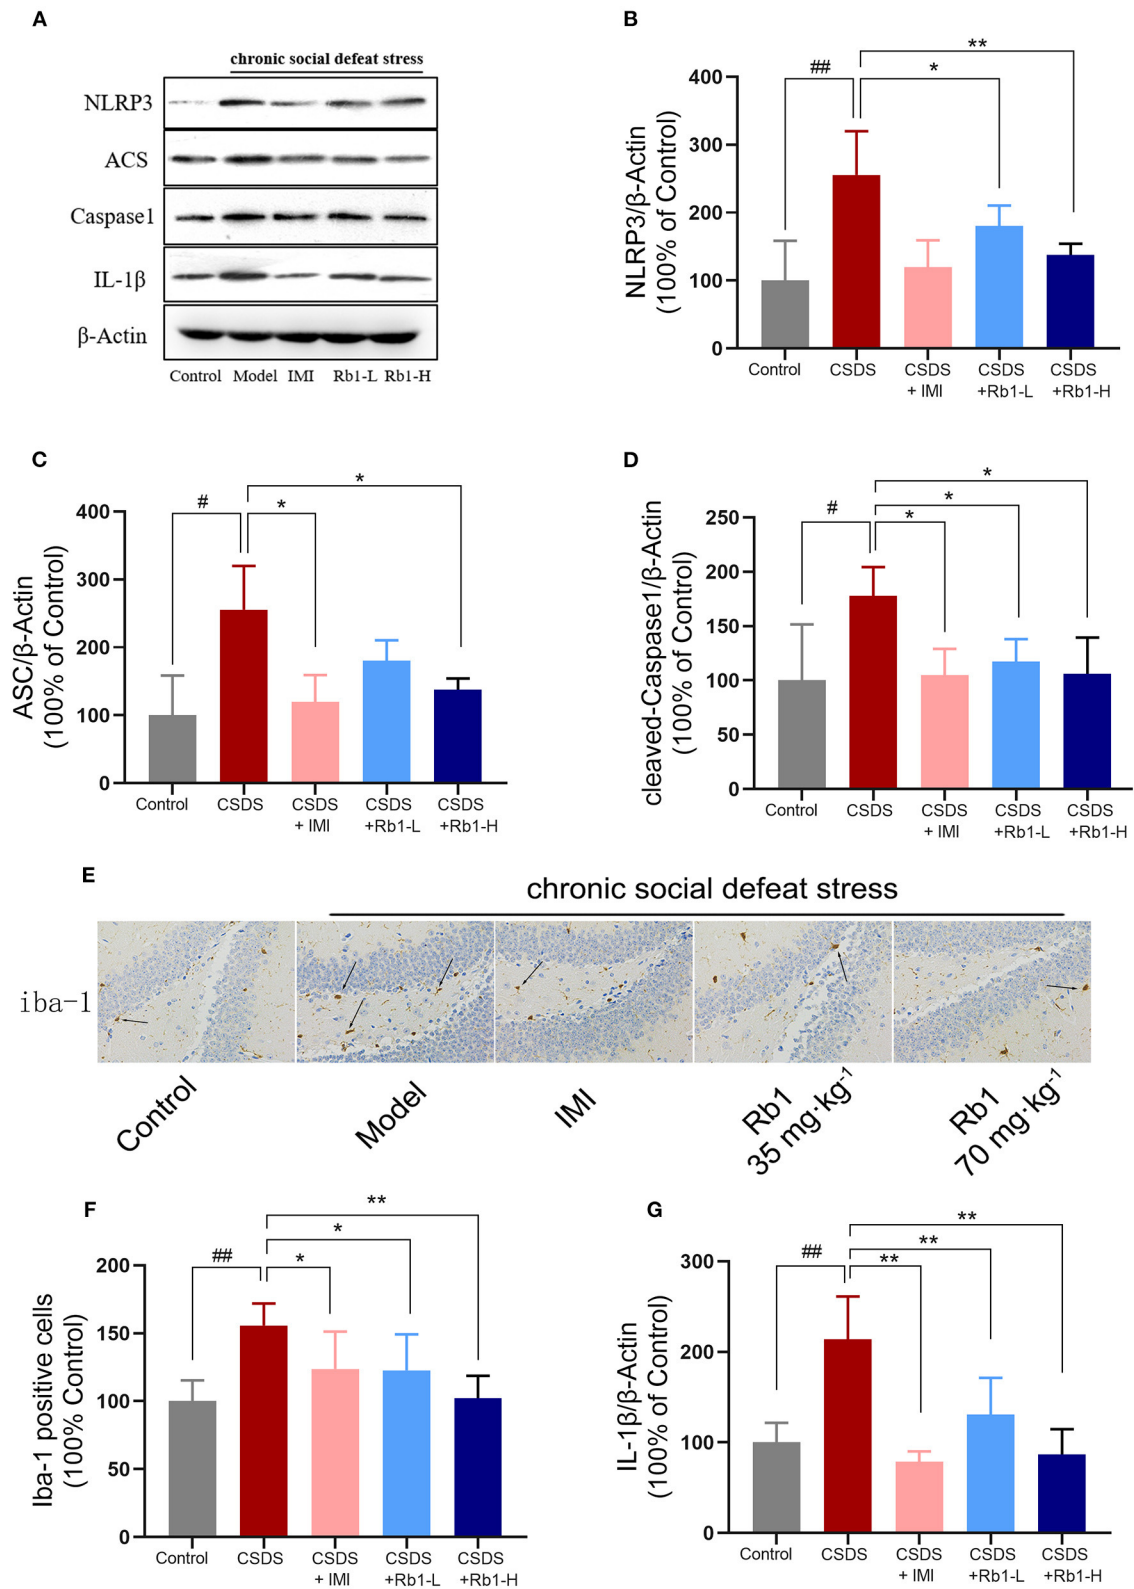 A
chronic social defeat stress
NLRP3
ACS
Caspase1
IL-1β
β-Actin
Control Model IMI Rb1-L Rb1-H
B
**
## *
400
300
200
100
0
NLRP3/β-Actin
(100% of Control)
Control CSDS CSDS CSDS CSDS
+ IMI +Rb1-L +Rb1-H
C
*
# *
400
300
200
100
0
ASC/β-Actin
(100% of Control)
Control CSDS CSDS CSDS CSDS
+ IMI +Rb1-L +Rb1-H
D
*
*
# *
250
200
150
100
50
0
cleaved-Caspase1/β-Actin
(100% of Control)
Control CSDS CSDS CSDS CSDS
+ IMI +Rb1-L +Rb1-H
E
chronic social defeat stress
iba-1
Control
Model
IMI
Rb1
35 mg·kg⁻¹
Rb1
70 mg·kg⁻¹
F
**
*
## *
200
150
100
50
0
Iba-1 positive cells
(100% Control)
Control CSDS CSDS CSDS CSDS
+ IMI +Rb1-L +Rb1-H
G
**
**
## **
300
200
100
0
IL-1β/β-Actin
(100% of Control)
Control CSDS CSDS CSDS CSDS
+ IMI +Rb1-L +Rb1-H